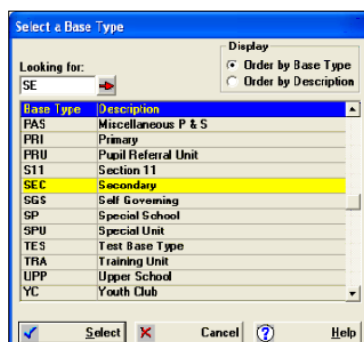 Select a Base Type
Display
Looking for:
Order by Base Type
SE
Order by Description
Base Type Description
PAS Miscellaneous P & S
PRI Primary
PRU Pupil Referral Unit
S11 Section 11
SEC Secondary
SGS Self Governing
SP Special School
SPU Special Unit
TES Test Base Type
TRA Training Unit
UPP Upper School
YC Youth Club
Select Cancel ? Help